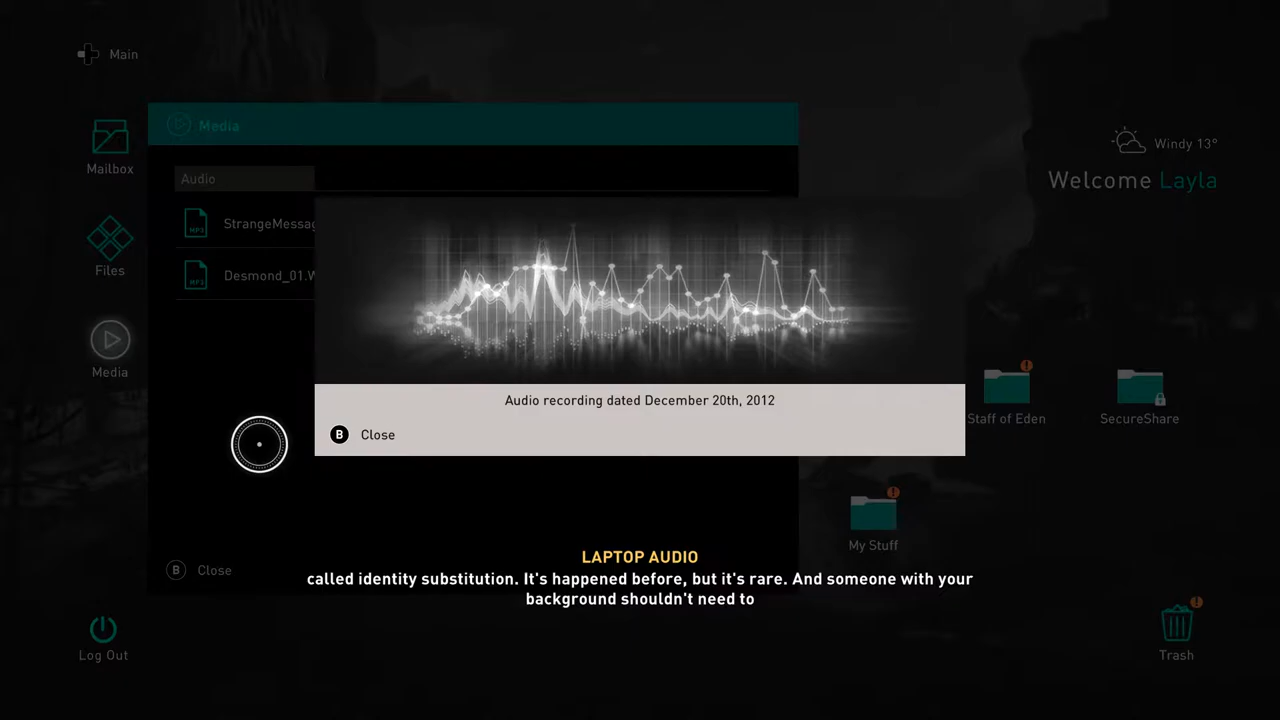 Main
Media
Windy 13°
Mailbox
Welcome Layla
Audio
MP3
StrangeMessag
Files
MP3
Desmond_01.W
Media
Audio recording dated December 20th, 2012
Staff of Eden
SecureShare
B Close
My Stuff
LAPTOP AUDIO
B Close
called identity substitution. It's happened before, but it's rare. And someone with your
background shouldn't need to
Log Out
Trash